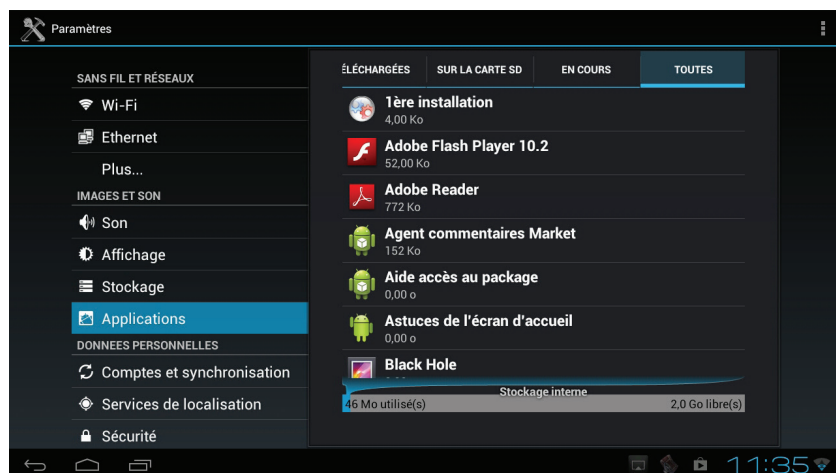 Paramètres
SANS FIL ET RÉSEAUX
Wi-Fi
Ethernet
Plus...
IMAGES ET SON
Son
Affichage
Stockage
Applications
DONNEES PERSONNELLES
Comptes et synchronisation
Services de localisation
Sécurité
ÉLÉCHARGÉES SUR LA CARTE SD EN COURS TOUTES
1ère installation
4,00 Ko
Adobe Flash Player 10.2
52,00 Ko
Adobe Reader
772 Ko
Agent commentaires Market
152 Ko
Aide accès au package
0,00 o
Astuces de l'écran d'accueil
0,00 o
Black Hole
Stockage interne
46 Mo utilisé(s) 2,0 Go libre(s)
11:35